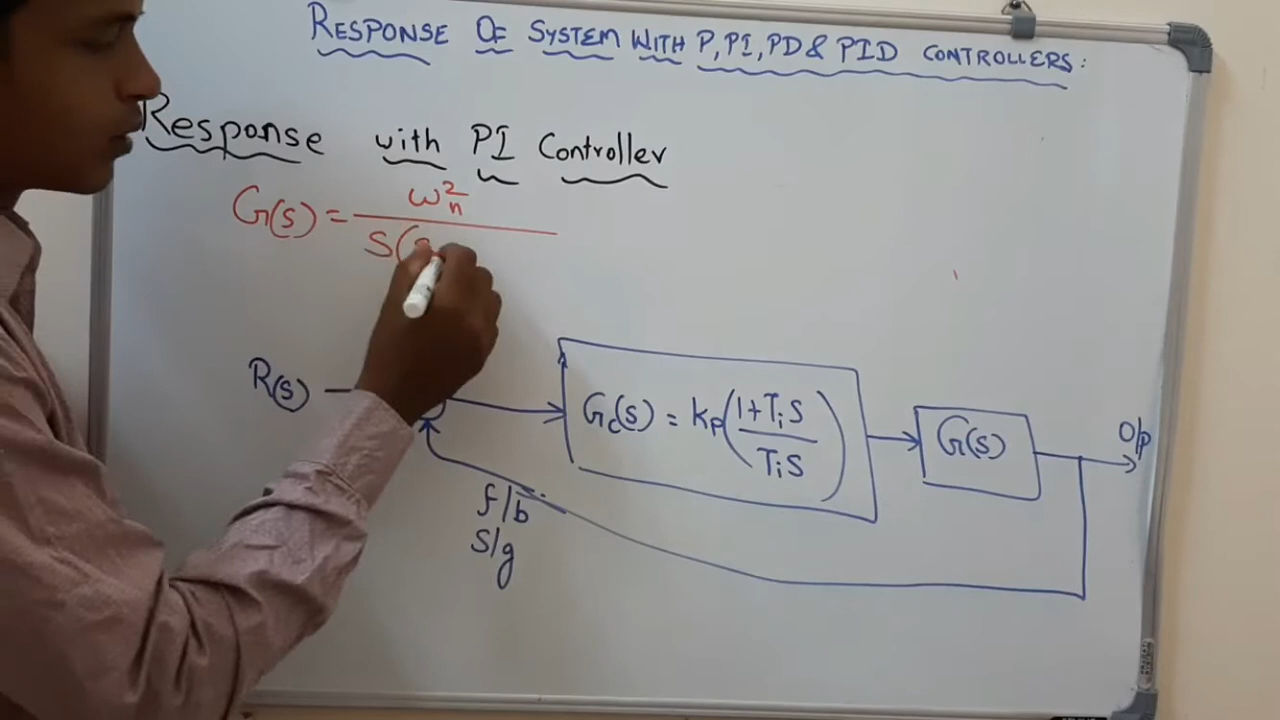 RESPONSE OF SYSTEM WITH P, PI, PD & PID CONTROLLERS:
Response with PI Controller
G(s) = ω²n
S(
R(s)
Gc(s) = kp(1+TiS
TiS)
G(s)
O/p
f/b
S/g